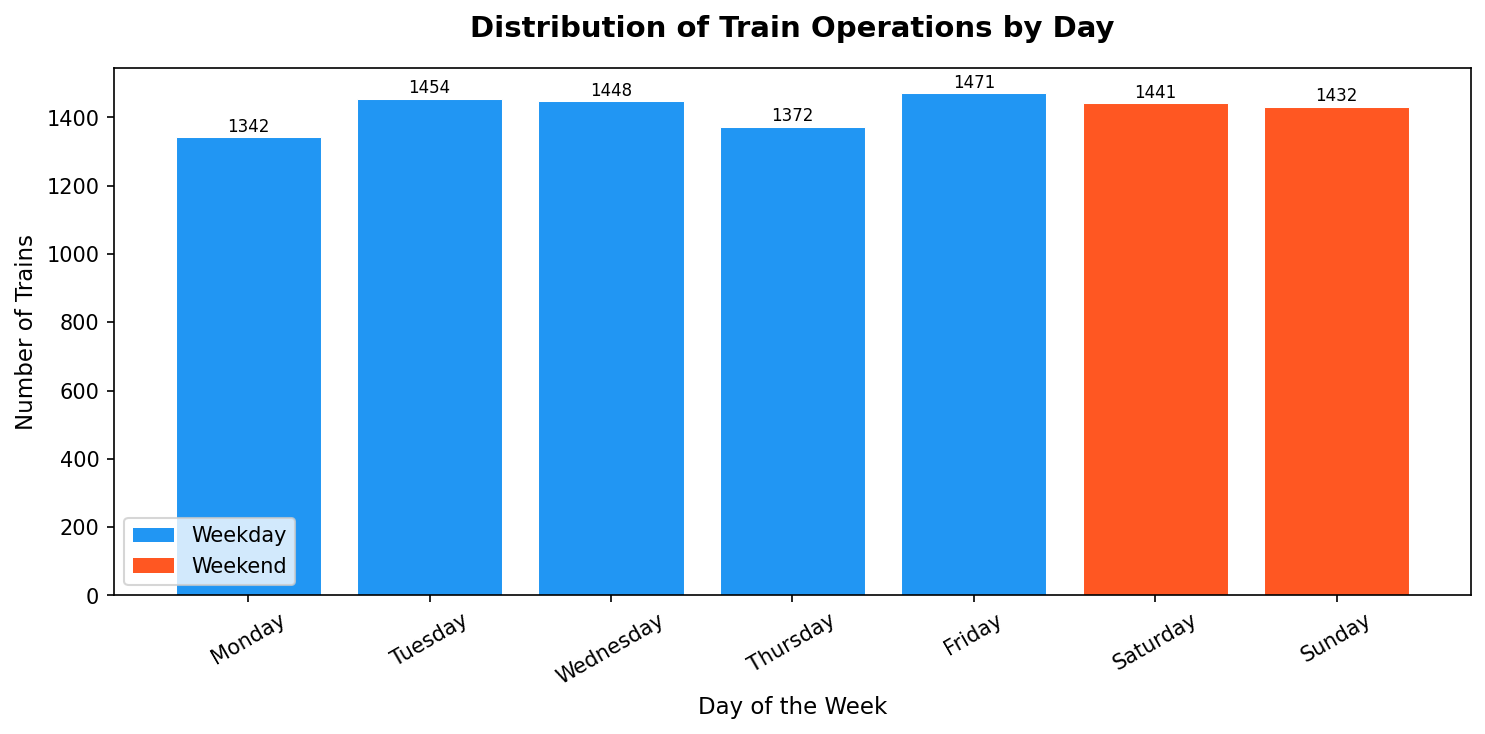 Distribution of Train Operations by Day
Number of Trains
1400
1200
1000
800
600
400
200
0
1342
1454
1448
1372
1471
1441
1432
Weekday
Weekend
Monday
Tuesday
Wednesday
Thursday
Friday
Saturday
Sunday
Day of the Week